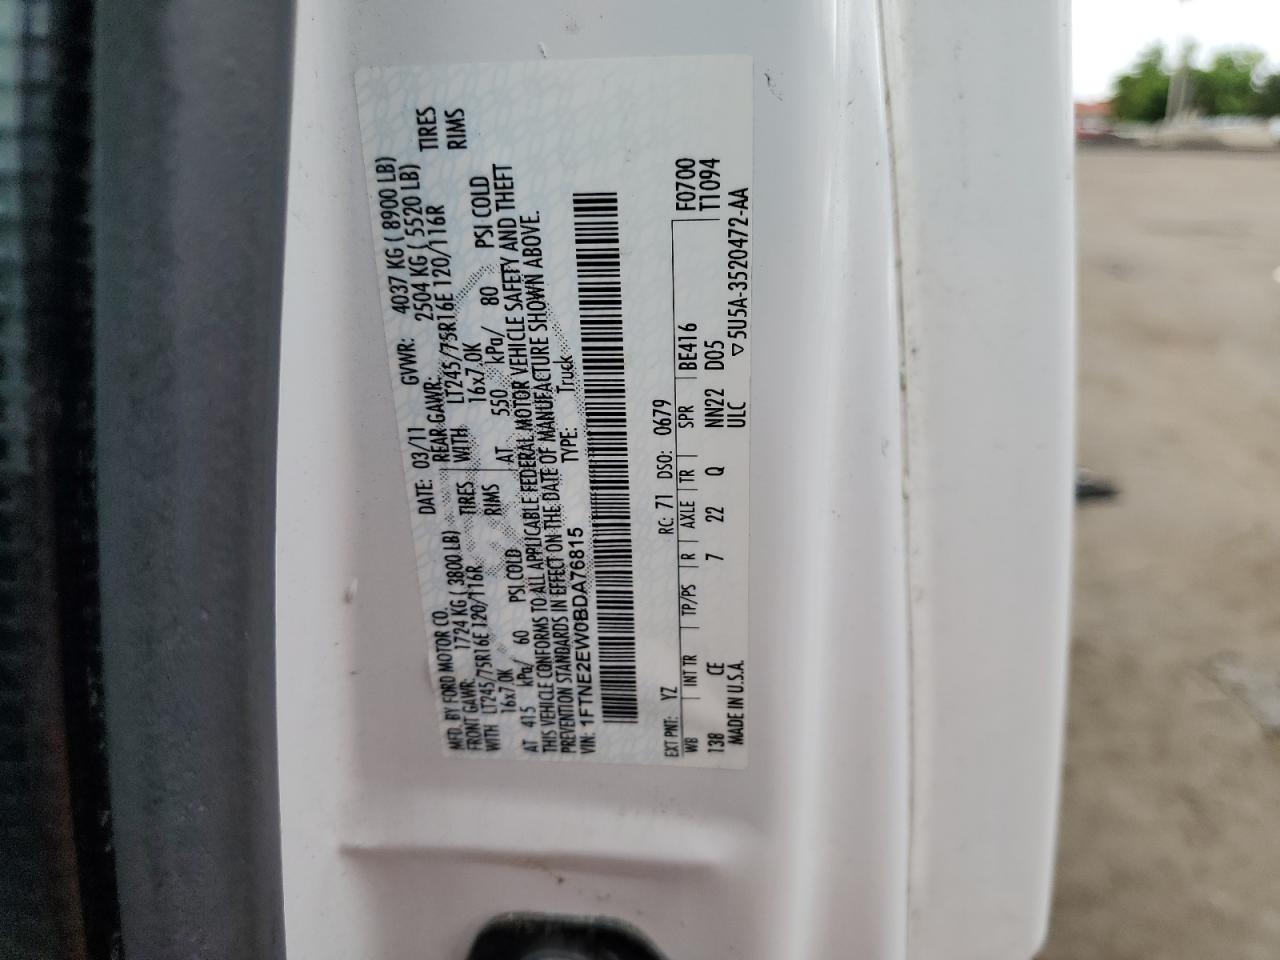 MFD. BY FORD MOTOR CO. DATE: 03/11 GVWR: 4037 KG ( 8900 LB)
FRONT GAWR: 1724 KG ( 3800 LB) REAR GAWR: 2504 KG ( 5520 LB)
WITH LT245/75R16E 120/116R TIRES WITH LT245/75R16E 120/116R TIRES
16x7.0K RIMS 16x7.0K RIMS
AT 415 kPa/ 60 PSI COLD AT 550 kPa/ 80 PSI COLD
THIS VEHICLE CONFORMS TO ALL APPLICABLE FEDERAL MOTOR VEHICLE SAFETY AND THEFT
PREVENTION STANDARDS IN EFFECT ON THE DATE OF MANUFACTURE SHOWN ABOVE.
VIN: 1FTNE2EW0BDA76815 TYPE: Truck
EXT PNT: YZ RC: 71 DSO: 0679 F0700
WB INT TR TP/PS R AXLE TR SPR BE416 T1094
138 CE 7 22 Q NN22 D05
MADE IN U.S.A. ULC ▽5U5A-3520472-AA